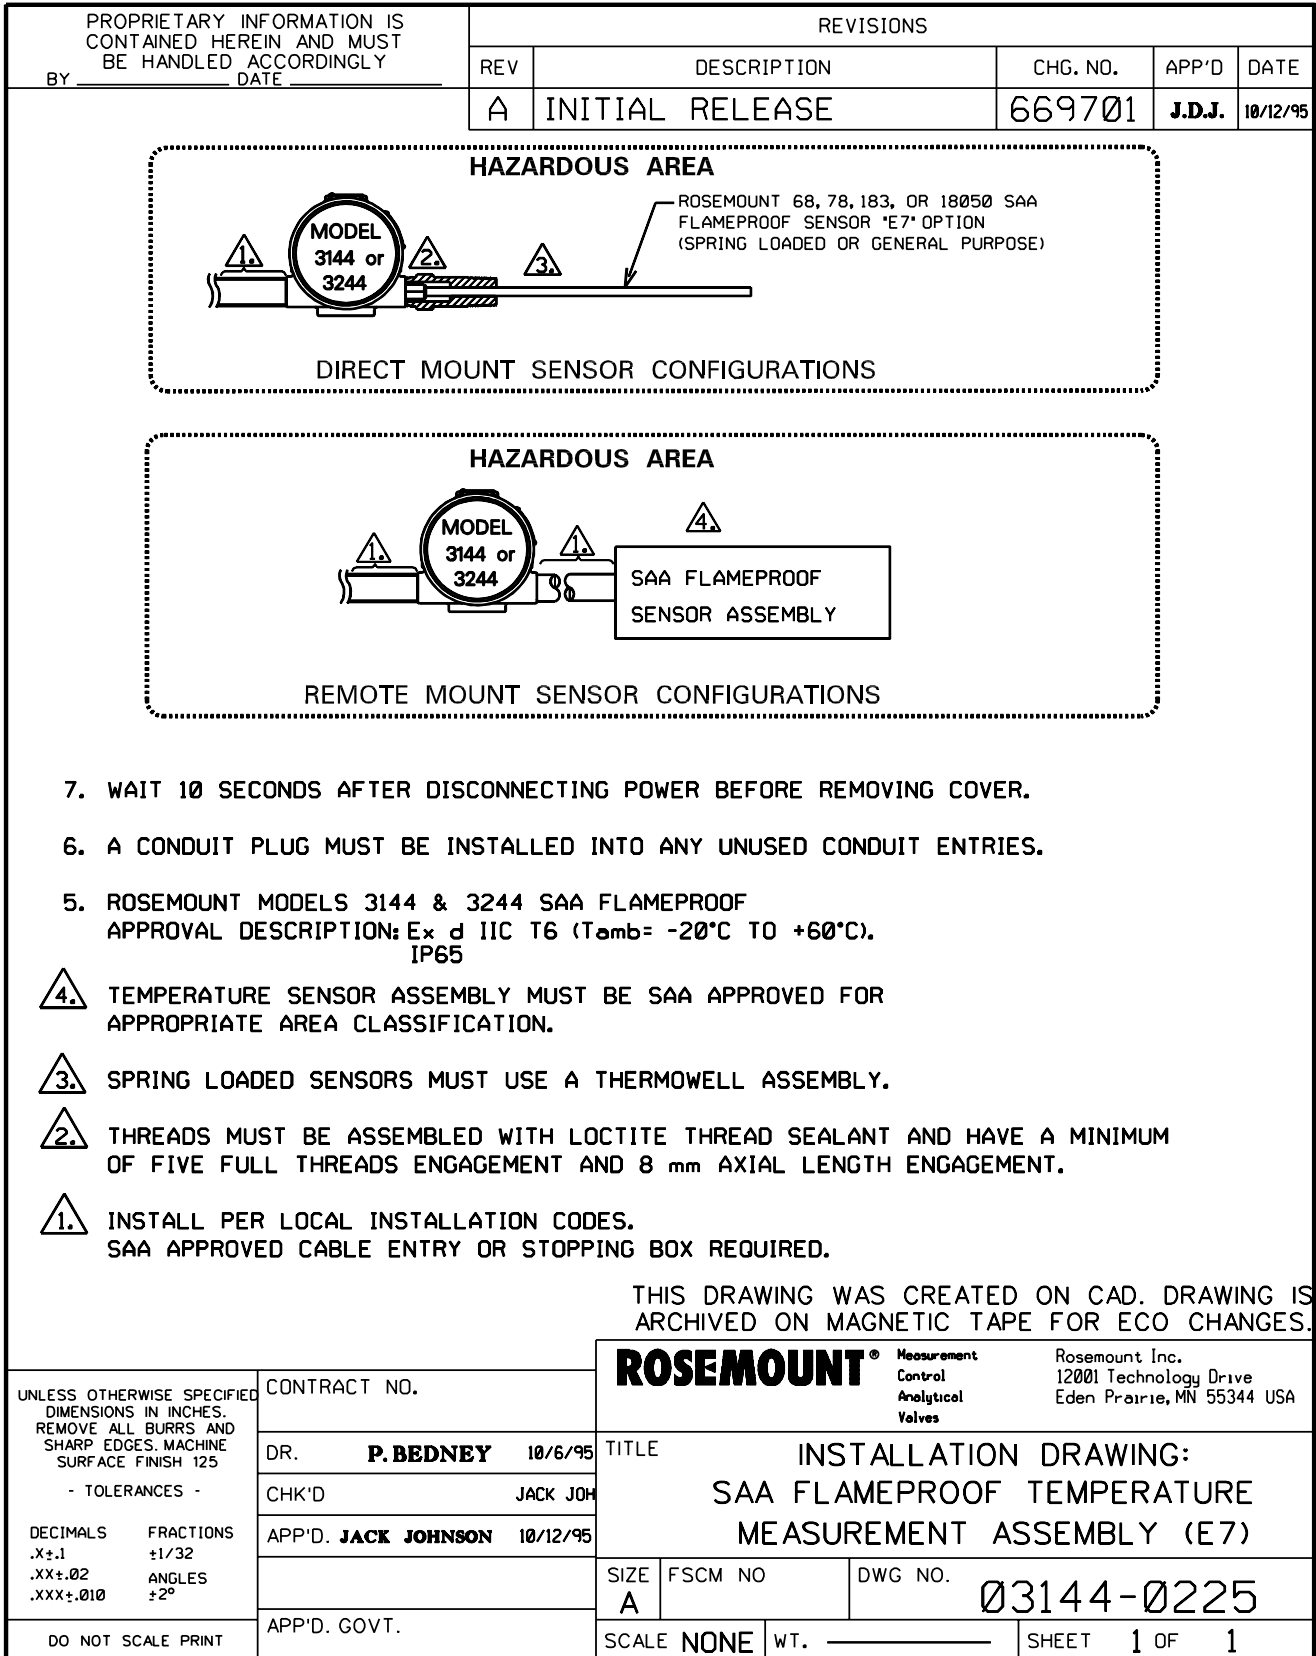 PROPRIETARY INFORMATION IS
CONTAINED HEREIN AND MUST
BE HANDLED ACCORDINGLY
BY DATE
REVISIONS
REV DESCRIPTION CHG. NO. APP'D DATE
A INITIAL RELEASE 669701 J.D.J. 10/12/95
HAZARDOUS AREA
ROSEMOUNT 68, 78, 183, OR 18050 SAA
FLAMEPROOF SENSOR "E7" OPTION
(SPRING LOADED OR GENERAL PURPOSE)
MODEL
3144 or
3244
1. 2. 3.
DIRECT MOUNT SENSOR CONFIGURATIONS
HAZARDOUS AREA
4.
MODEL
3144 or
3244
1. 1.
SAA FLAMEPROOF
SENSOR ASSEMBLY
REMOTE MOUNT SENSOR CONFIGURATIONS
7. WAIT 10 SECONDS AFTER DISCONNECTING POWER BEFORE REMOVING COVER.
6. A CONDUIT PLUG MUST BE INSTALLED INTO ANY UNUSED CONDUIT ENTRIES.
5. ROSEMOUNT MODELS 3144 & 3244 SAA FLAMEPROOF
APPROVAL DESCRIPTION: Ex d IIC T6 (Tamb= -20°C TO +60°C).
IP65
4. TEMPERATURE SENSOR ASSEMBLY MUST BE SAA APPROVED FOR
APPROPRIATE AREA CLASSIFICATION.
3. SPRING LOADED SENSORS MUST USE A THERMOWELL ASSEMBLY.
2. THREADS MUST BE ASSEMBLED WITH LOCTITE THREAD SEALANT AND HAVE A MINIMUM
OF FIVE FULL THREADS ENGAGEMENT AND 8 mm AXIAL LENGTH ENGAGEMENT.
1. INSTALL PER LOCAL INSTALLATION CODES.
SAA APPROVED CABLE ENTRY OR STOPPING BOX REQUIRED.
THIS DRAWING WAS CREATED ON CAD. DRAWING IS
ARCHIVED ON MAGNETIC TAPE FOR ECO CHANGES.
UNLESS OTHERWISE SPECIFIED
DIMENSIONS IN INCHES.
REMOVE ALL BURRS AND
SHARP EDGES. MACHINE
SURFACE FINISH 125
- TOLERANCES -
DECIMALS FRACTIONS
.X±.1 ±1/32
.XX±.02 ANGLES
.XXX±.010 ±2°
DO NOT SCALE PRINT
CONTRACT NO.
DR. P. BEDNEY 10/6/95
CHK'D JACK JOH
APP'D. JACK JOHNSON 10/12/95
APP'D. GOVT.
ROSEMOUNT®
Measurement
Control
Analytical
Valves
Rosemount Inc.
12001 Technology Drive
Eden Prairie, MN 55344 USA
TITLE INSTALLATION DRAWING:
SAA FLAMEPROOF TEMPERATURE
MEASUREMENT ASSEMBLY (E7)
SIZE A FSCM NO DWG NO. 03144-0225
SCALE NONE WT. SHEET 1 OF 1